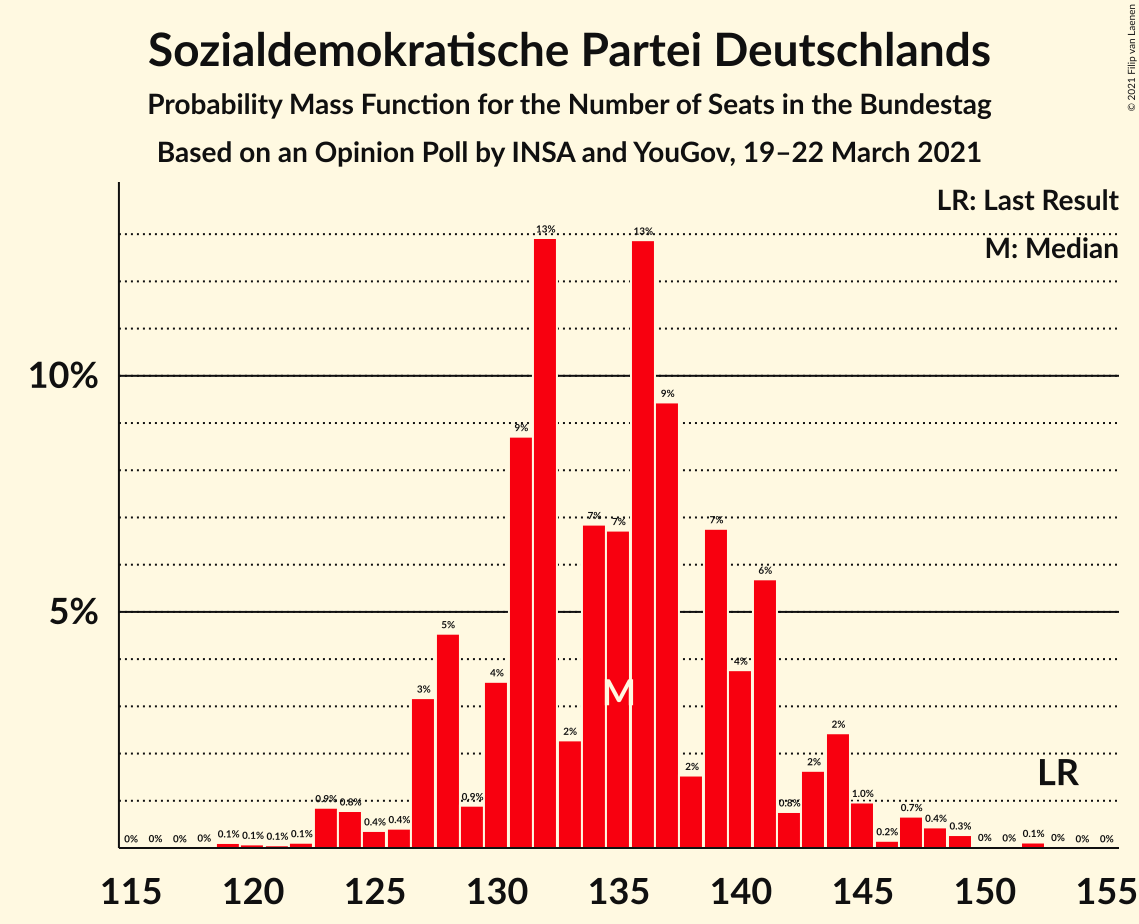 Sozialdemokratische Partei Deutschlands
Probability Mass Function for the Number of Seats in the Bundestag
Based on an Opinion Poll by INSA and YouGov, 19–22 March 2021
© 2021 Filip van Laenen
LR: Last Result
M: Median
10%
5%
0% 0% 0% 0% 0.1% 0.1% 0.1% 0.1% 0.9% 0.8% 0.4% 0.4% 3% 5% 0.9% 4% 9% 13% 2% 7% 7% 13% 9% 2% 7% 4% 6% 0.8% 2% 2% 1.0% 0.2% 0.7% 0.4% 0.3% 0% 0% 0.1% 0% 0% 0%
M
LR
115 120 125 130 135 140 145 150 155